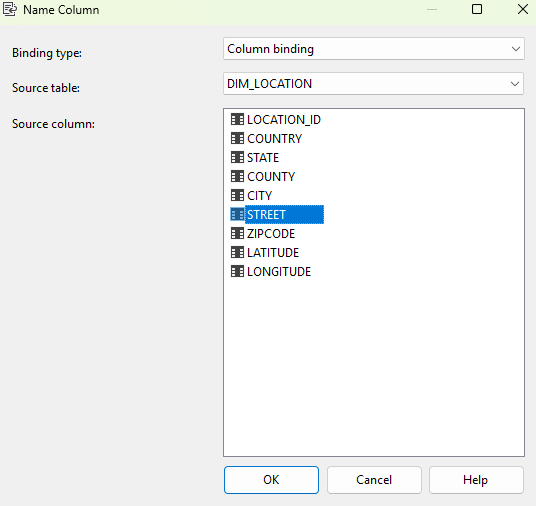 Name Column
Binding type:
Column binding
Source table:
DIM_LOCATION
Source column:
LOCATION_ID
COUNTRY
STATE
COUNTY
CITY
STREET
ZIPCODE
LATITUDE
LONGITUDE
OK
Cancel
Help